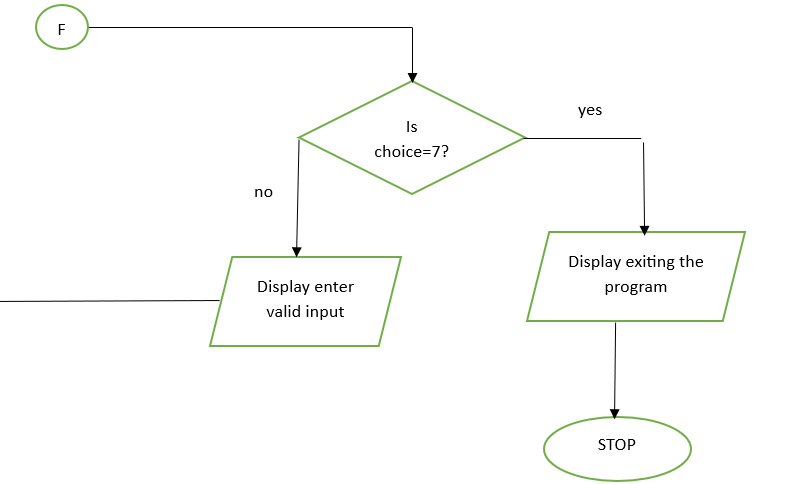 F
Is
choice=7?
yes
no
Display enter
valid input
Display exiting the
program
STOP